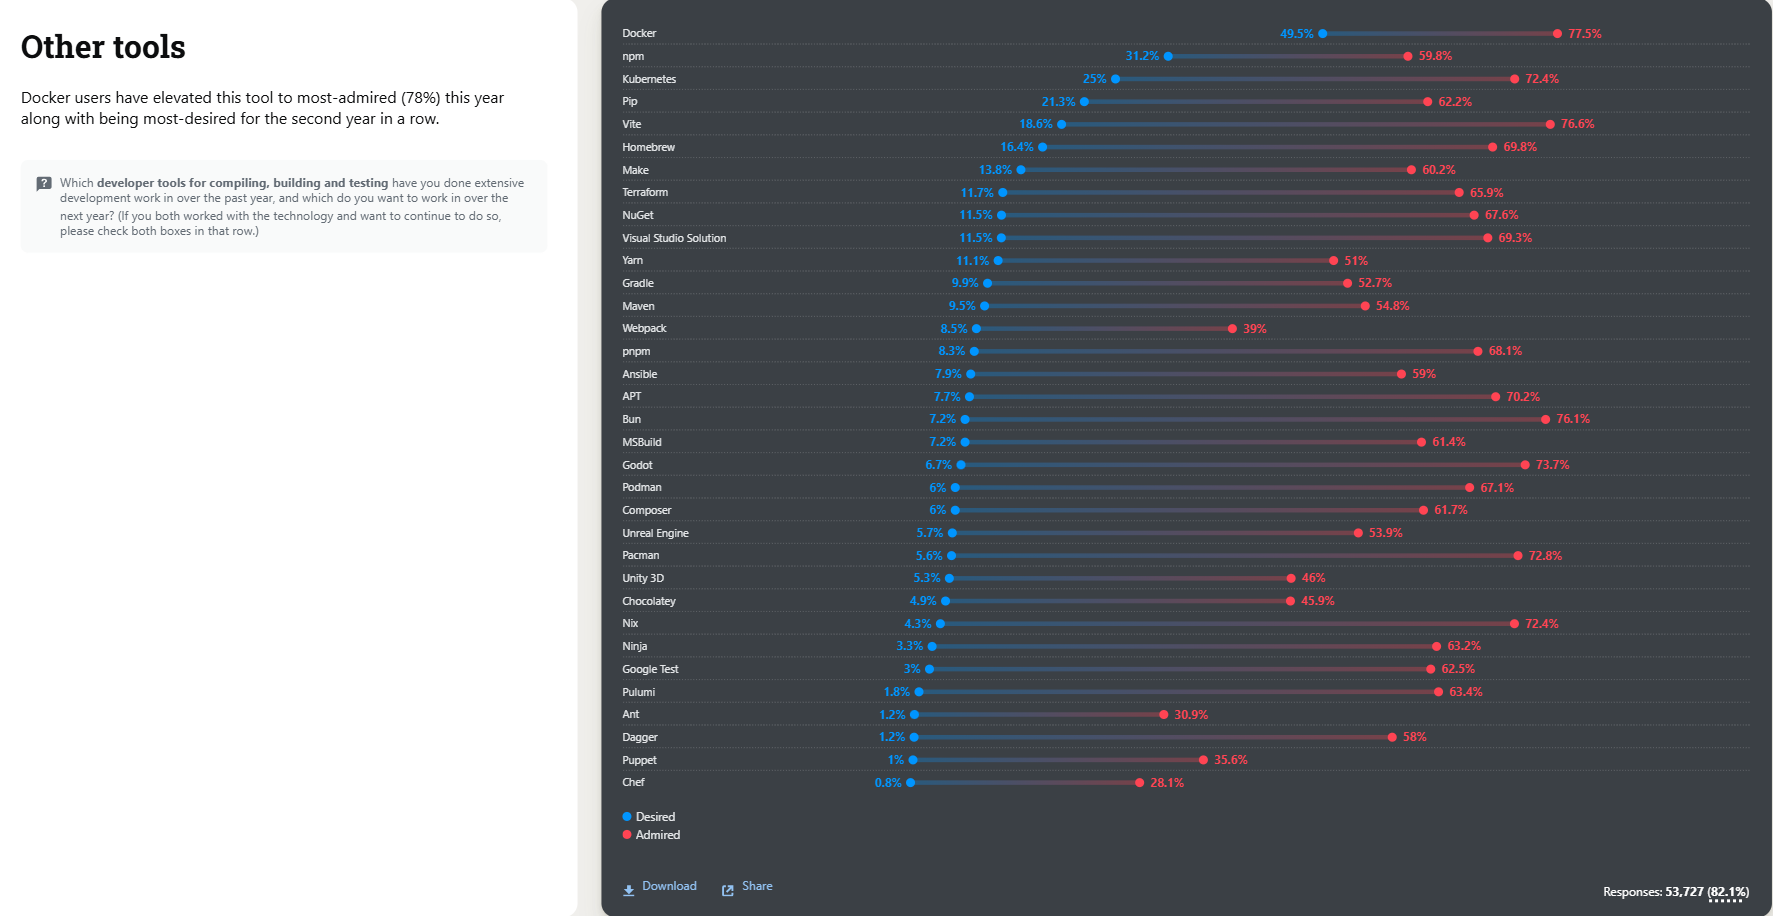 Other tools
Docker users have elevated this tool to most-admired (78%) this year
along with being most-desired for the second year in a row.
Which developer tools for compiling, building and testing have you done extensive
development work in over the past year, and which do you want to work in over the
next year? (If you both worked with the technology and want to continue to do so,
please check both boxes in that row.)
Docker 49.5% 77.5%
npm 31.2% 59.8%
Kubernetes 25% 72.4%
Pip 21.3% 62.2%
Vite 18.6% 76.6%
Homebrew 16.4% 69.8%
Make 13.8% 60.2%
Terraform 11.7% 65.9%
NuGet 11.5% 67.6%
Visual Studio Solution 11.5% 69.3%
Yarn 11.1% 51%
Gradle 9.9% 52.7%
Maven 9.5% 54.8%
Webpack 8.5% 39%
pnpm 8.3% 68.1%
Ansible 7.9% 59%
APT 7.7% 70.2%
Bun 7.2% 76.1%
MSBuild 7.2% 61.4%
Godot 6.7% 73.7%
Podman 6% 67.1%
Composer 6% 61.7%
Unreal Engine 5.7% 53.9%
Pacman 5.6% 72.8%
Unity 3D 5.3% 46%
Chocolatey 4.9% 45.9%
Nix 4.3% 72.4%
Ninja 3.3% 63.2%
Google Test 3% 62.5%
Pulumi 1.8% 63.4%
Ant 1.2% 30.9%
Dagger 1.2% 58%
Puppet 1% 35.6%
Chef 0.8% 28.1%
Desired
Admired
Download Share
Responses: 53,727 (82.1%)